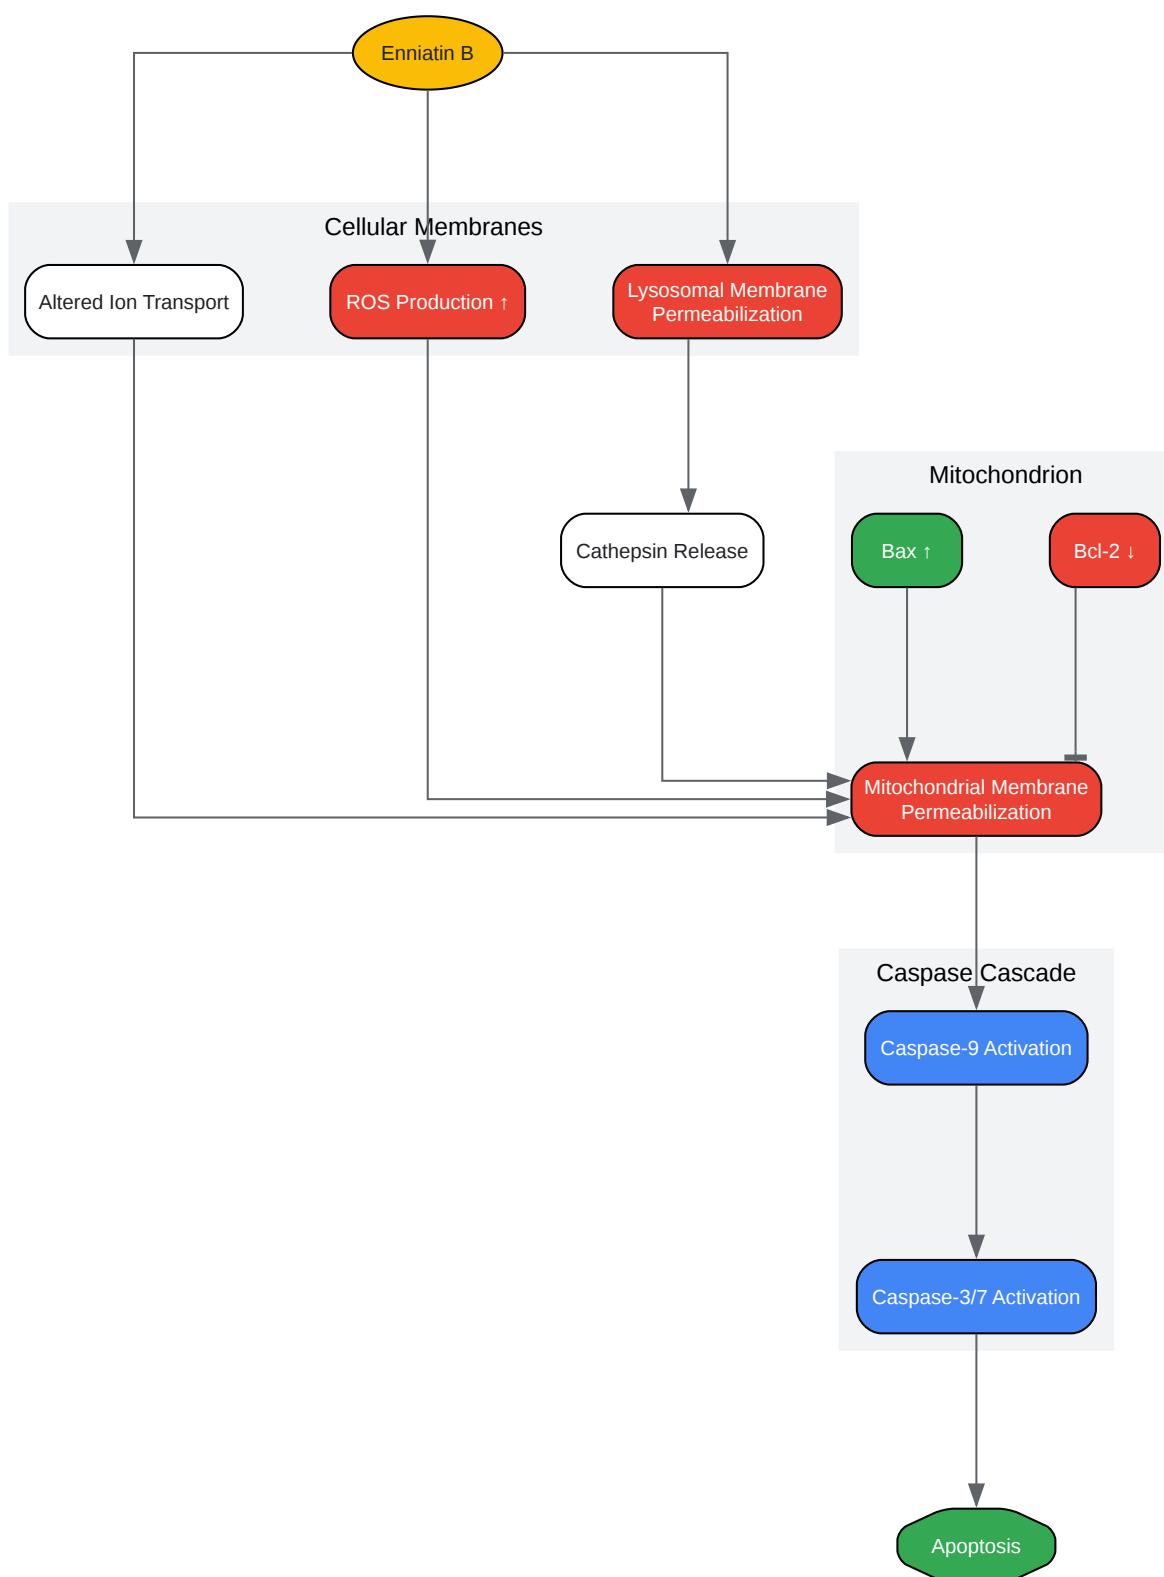 Enniatin B
Cellular Membranes
Altered Ion Transport
ROS Production ↑
Lysosomal Membrane
Permeabilization
Mitochondrion
Cathepsin Release
Bax ↑
Bcl-2 ↓
Mitochondrial Membrane
Permeabilization
Caspase Cascade
Caspase-9 Activation
Caspase-3/7 Activation
Apoptosis